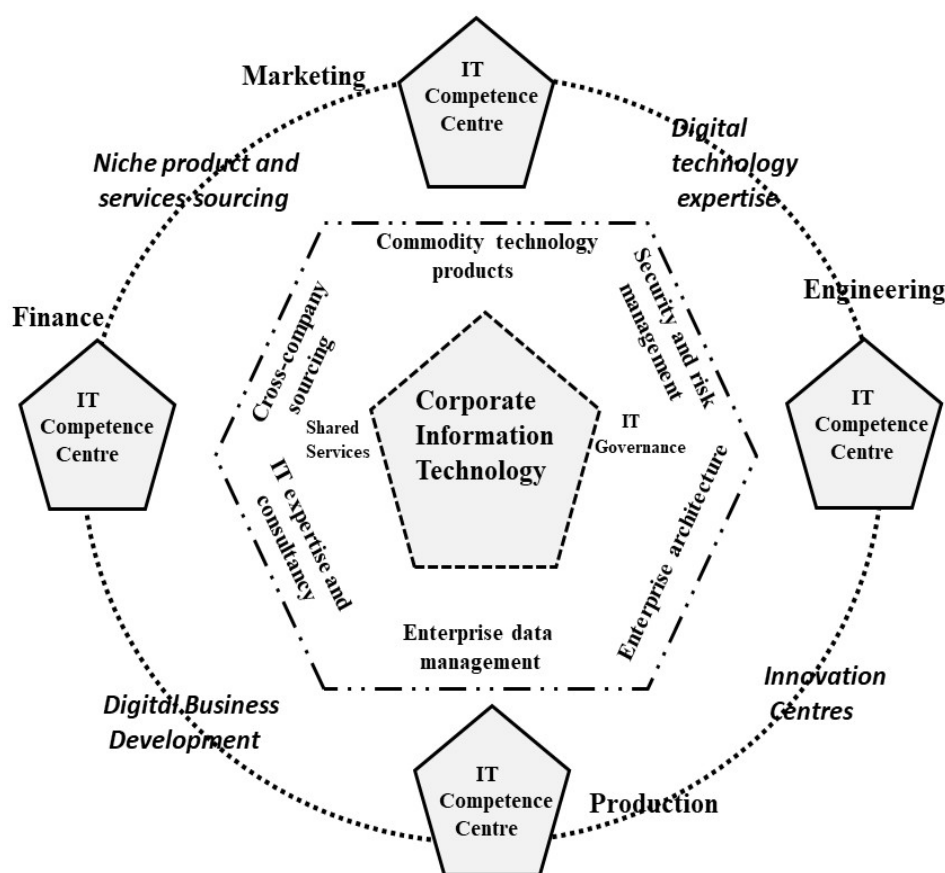 Marketing
IT
Competence
Centre
Digital
technology
expertise
Niche product and
services sourcing
Commodity technology
products
Security and risk
management
Engineering
Finance
Cross-company
sourcing
IT
Competence
Centre
Shared
Services
Corporate
Information
Technology
IT
Governance
IT
Competence
Centre
IT expertise and
consultancy
Enterprise architecture
Enterprise data
management
Digital Business
Development
Innovation
Centres
IT
Competence
Centre
Production